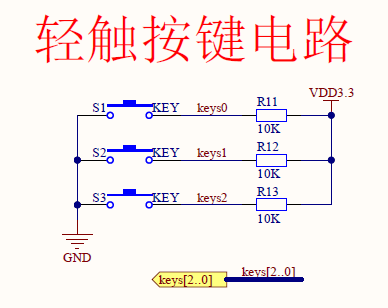 轻触按键电路
VDD3.3
S1 KEY keys0 R11
10K
S2 KEY keys1 R12
10K
S3 KEY keys2 R13
10K
GND
keys[2..0] keys[2..0]